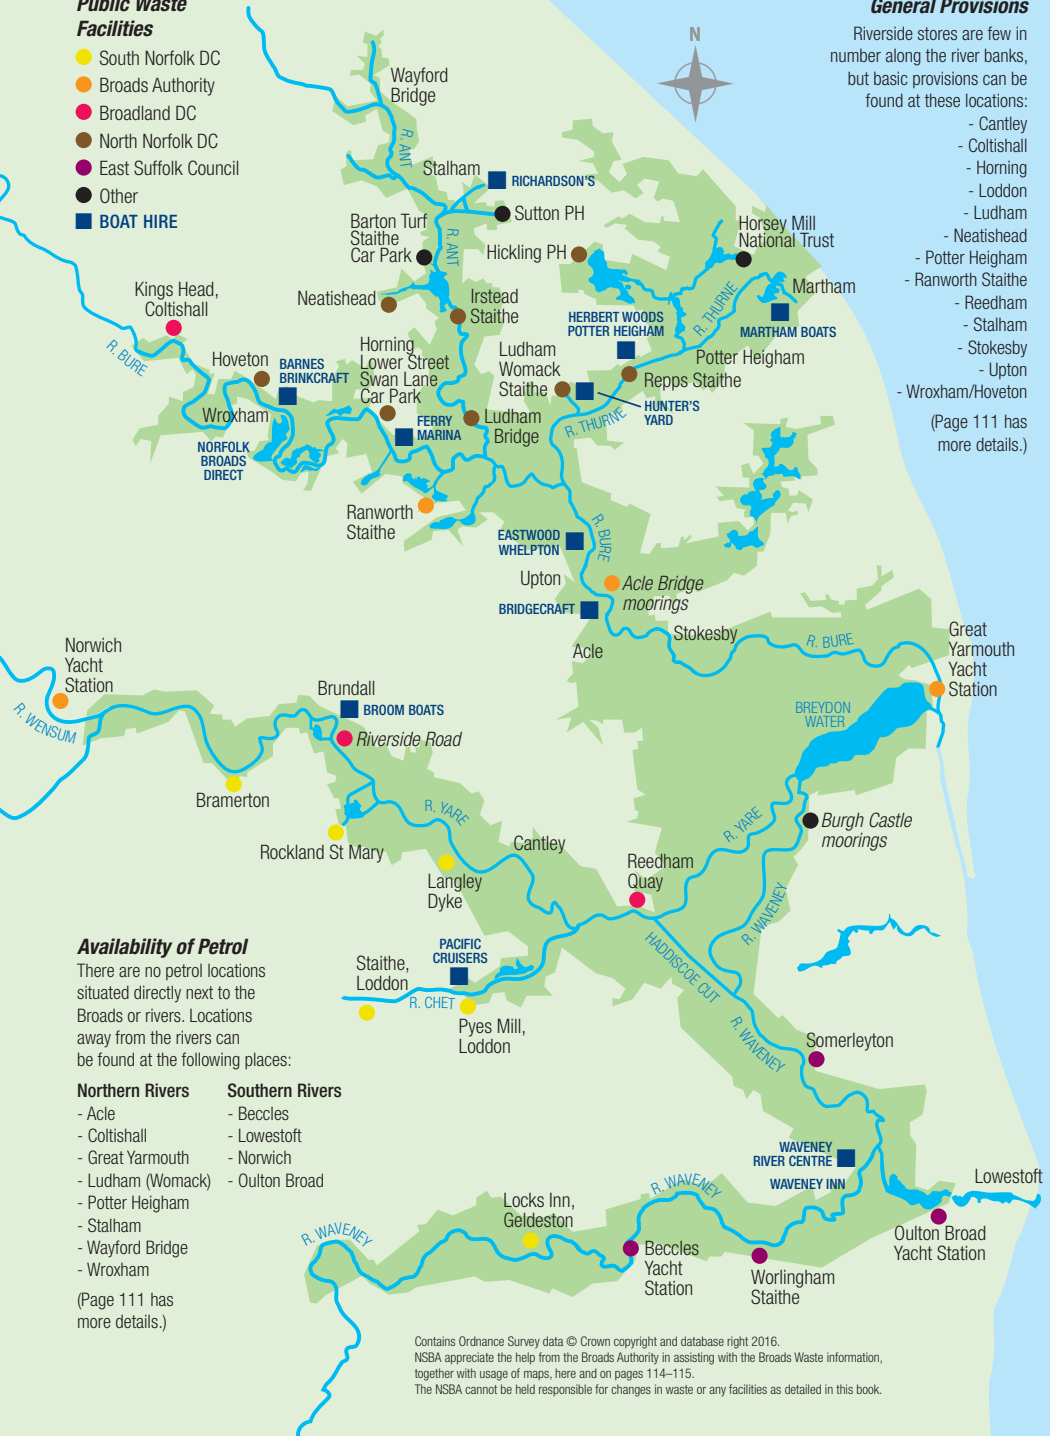 Public Waste
Facilities
South Norfolk DC
Broads Authority
Broadland DC
North Norfolk DC
East Suffolk Council
Other
BOAT HIRE
General Provisions
Riverside stores are few in
number along the river banks,
but basic provisions can be
found at these locations:
- Cantley
- Coltishall
- Horning
- Loddon
- Ludham
- Neatishead
- Potter Heigham
- Ranworth Staithe
- Reedham
- Stalham
- Stokesby
- Upton
- Wroxham/Hoveton
(Page 111 has
more details.)
N
Wayford
Bridge
R. ANT
Stalham
RICHARDSON'S
Sutton PH
Barton Turf
Staithe
Car Park
R. ANT
Hickling PH
Horsey Mill
National Trust
Martham
MARTHAM BOATS
Kings Head,
Coltishall
Neatishead
Irstead
Staithe
HERBERT WOODS
POTTER HEIGHAM
R. THURNE
R. BURE
Hoveton
BARNES
BRINKCRAFT
Horning
Lower Street
Swan Lane
Car Park
Ludham
Womack
Staithe
Potter Heigham
Repps Staithe
HUNTER'S
YARD
Wroxham
FERRY
MARINA
Ludham
Bridge
R. THURNE
NORFOLK
BROADS
DIRECT
Ranworth
Staithe
EASTWOOD
WHELPTON
R. BURE
Upton
Acle Bridge
moorings
BRIDGECRAFT
Acle
Stokesby
R. BURE
Great
Yarmouth
Yacht
Station
Norwich
Yacht
Station
R. WENSUM
Brundall
BROOM BOATS
Riverside Road
BREYDON
WATER
Bramerton
R. YARE
Rockland St Mary
Langley
Dyke
Cantley
R. YARE
Burgh Castle
moorings
Reedham
Quay
HADDISCOE CUT
R. WAVENEY
Availability of Petrol
There are no petrol locations
situated directly next to the
Broads or rivers. Locations
away from the rivers can
be found at the following places:
Northern Rivers
- Acle
- Coltishall
- Great Yarmouth
- Ludham (Womack)
- Potter Heigham
- Stalham
- Wayford Bridge
- Wroxham
Southern Rivers
- Beccles
- Lowestoft
- Norwich
- Oulton Broad
(Page 111 has
more details.)
PACIFIC
CRUISERS
Staithe,
Loddon
R. CHET
Pyes Mill,
Loddon
R. WAVENEY
Somerleyton
WAVENEY
RIVER CENTRE
WAVENEY INN
Lowestoft
Oulton Broad
Yacht Station
R. WAVENEY
Locks Inn,
Geldeston
R. WAVENEY
Beccles
Yacht
Station
Worlingham
Staithe
Contains Ordnance Survey data © Crown copyright and database right 2016.
NSBA appreciate the help from the Broads Authority in assisting with the Broads Waste information,
together with usage of maps, here and on pages 114–115.
The NSBA cannot be held responsible for changes in waste or any facilities as detailed in this book.